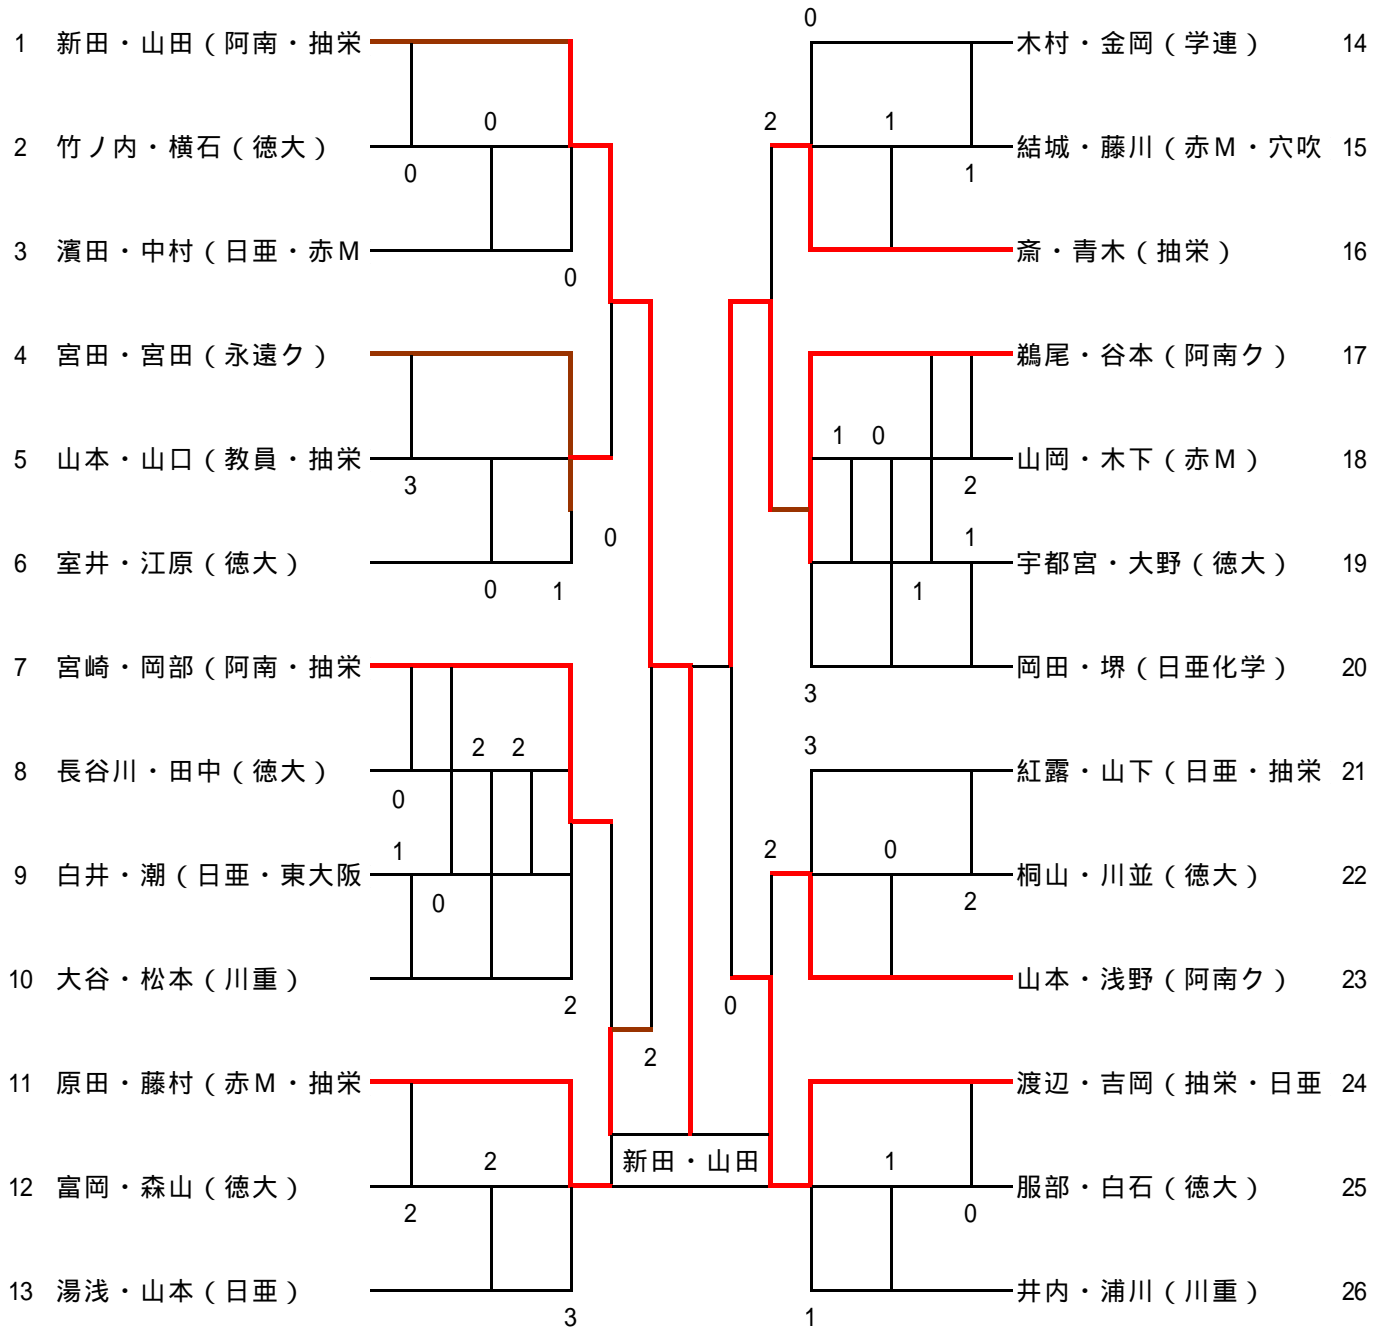 0
1 新田・山田(阿南・抽栄
木村・金岡(学連) 14
0
2
1
2 竹ノ内・横石(徳大)
結城・藤川(赤M・穴吹 15
0
1
3 濱田・中村(日亜・赤M
斎・青木(抽栄) 16
0
4 宮田・宮田(永遠ク)
鵜尾・谷本(阿南ク) 17
1 0
5 山本・山口(教員・抽栄
山岡・木下(赤M) 18
3
2
0
1
6 室井・江原(徳大)
宇都宮・大野(徳大) 19
0 1
1
7 宮崎・岡部(阿南・抽栄
岡田・堺(日亜化学) 20
3
2 2
3
8 長谷川・田中(徳大)
紅露・山下(日亜・抽栄 21
0
1
2
0
9 白井・潮(日亜・東大阪
桐山・川並(徳大) 22
0
2
10 大谷・松本(川重)
山本・浅野(阿南ク) 23
2
0
2
11 原田・藤村(赤M・抽栄
渡辺・吉岡(抽栄・日亜 24
2
新田・山田
1
12 富岡・森山(徳大)
服部・白石(徳大) 25
2
0
13 湯浅・山本(日亜)
井内・浦川(川重) 26
3
1